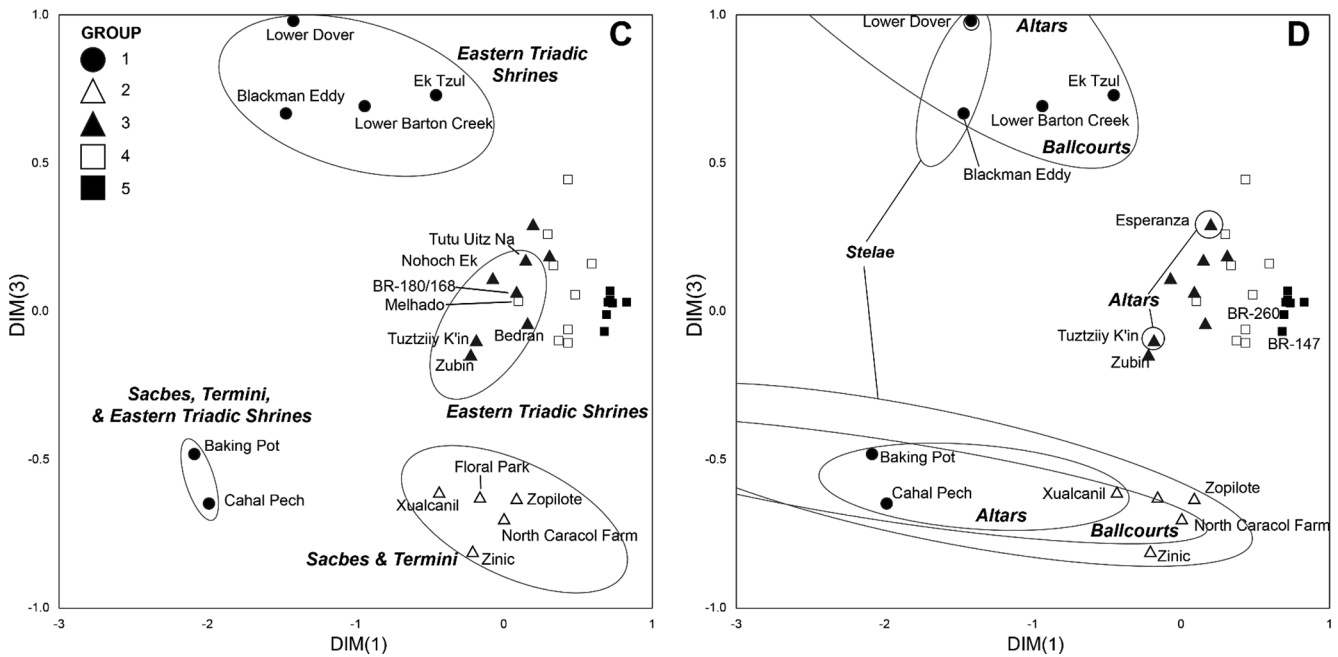 C
GROUP
1
2
3
4
5
1.0
0.5
0.0
-0.5
-1.0
DIM(3)
-3
-2
-1
0
1
DIM(1)
Lower Dover
Eastern Triadic
Shrines
Ek Tzul
Blackman Eddy
Lower Barton Creek
Tutu Uitz Na
Nohoch Ek
BR-180/168
Melhado
Bedran
Tuztziiy K'in
Zubin
Eastern Triadic Shrines
Sacbes, Termini,
& Eastern Triadic Shrines
Baking Pot
Cahal Pech
Floral Park
Xualcanil
Zopilote
North Caracol Farm
Zinic
Sacbes & Termini
D
1.0
0.5
0.0
-0.5
-1.0
DIM(3)
-3
-2
-1
0
1
DIM(1)
Lower Dover
Altars
Ek Tzul
Lower Barton Creek
Ballcourts
Blackman Eddy
Esperanza
Stelae
Altars
BR-260
Tuztziiy K'in
BR-147
Zubin
Baking Pot
Cahal Pech
Xualcanil
Zopilote
Altars
North Caracol Farm
Ballcourts
Zinic